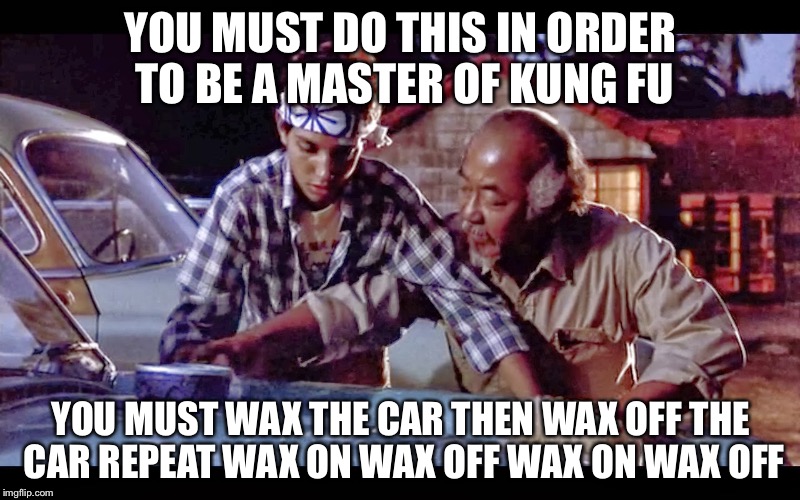 YOU MUST DO THIS IN ORDER
TO BE A MASTER OF KUNG FU
YOU MUST WAX THE CAR THEN WAX OFF THE
CAR REPEAT WAX ON WAX OFF WAX ON WAX OFF
imgflip.com